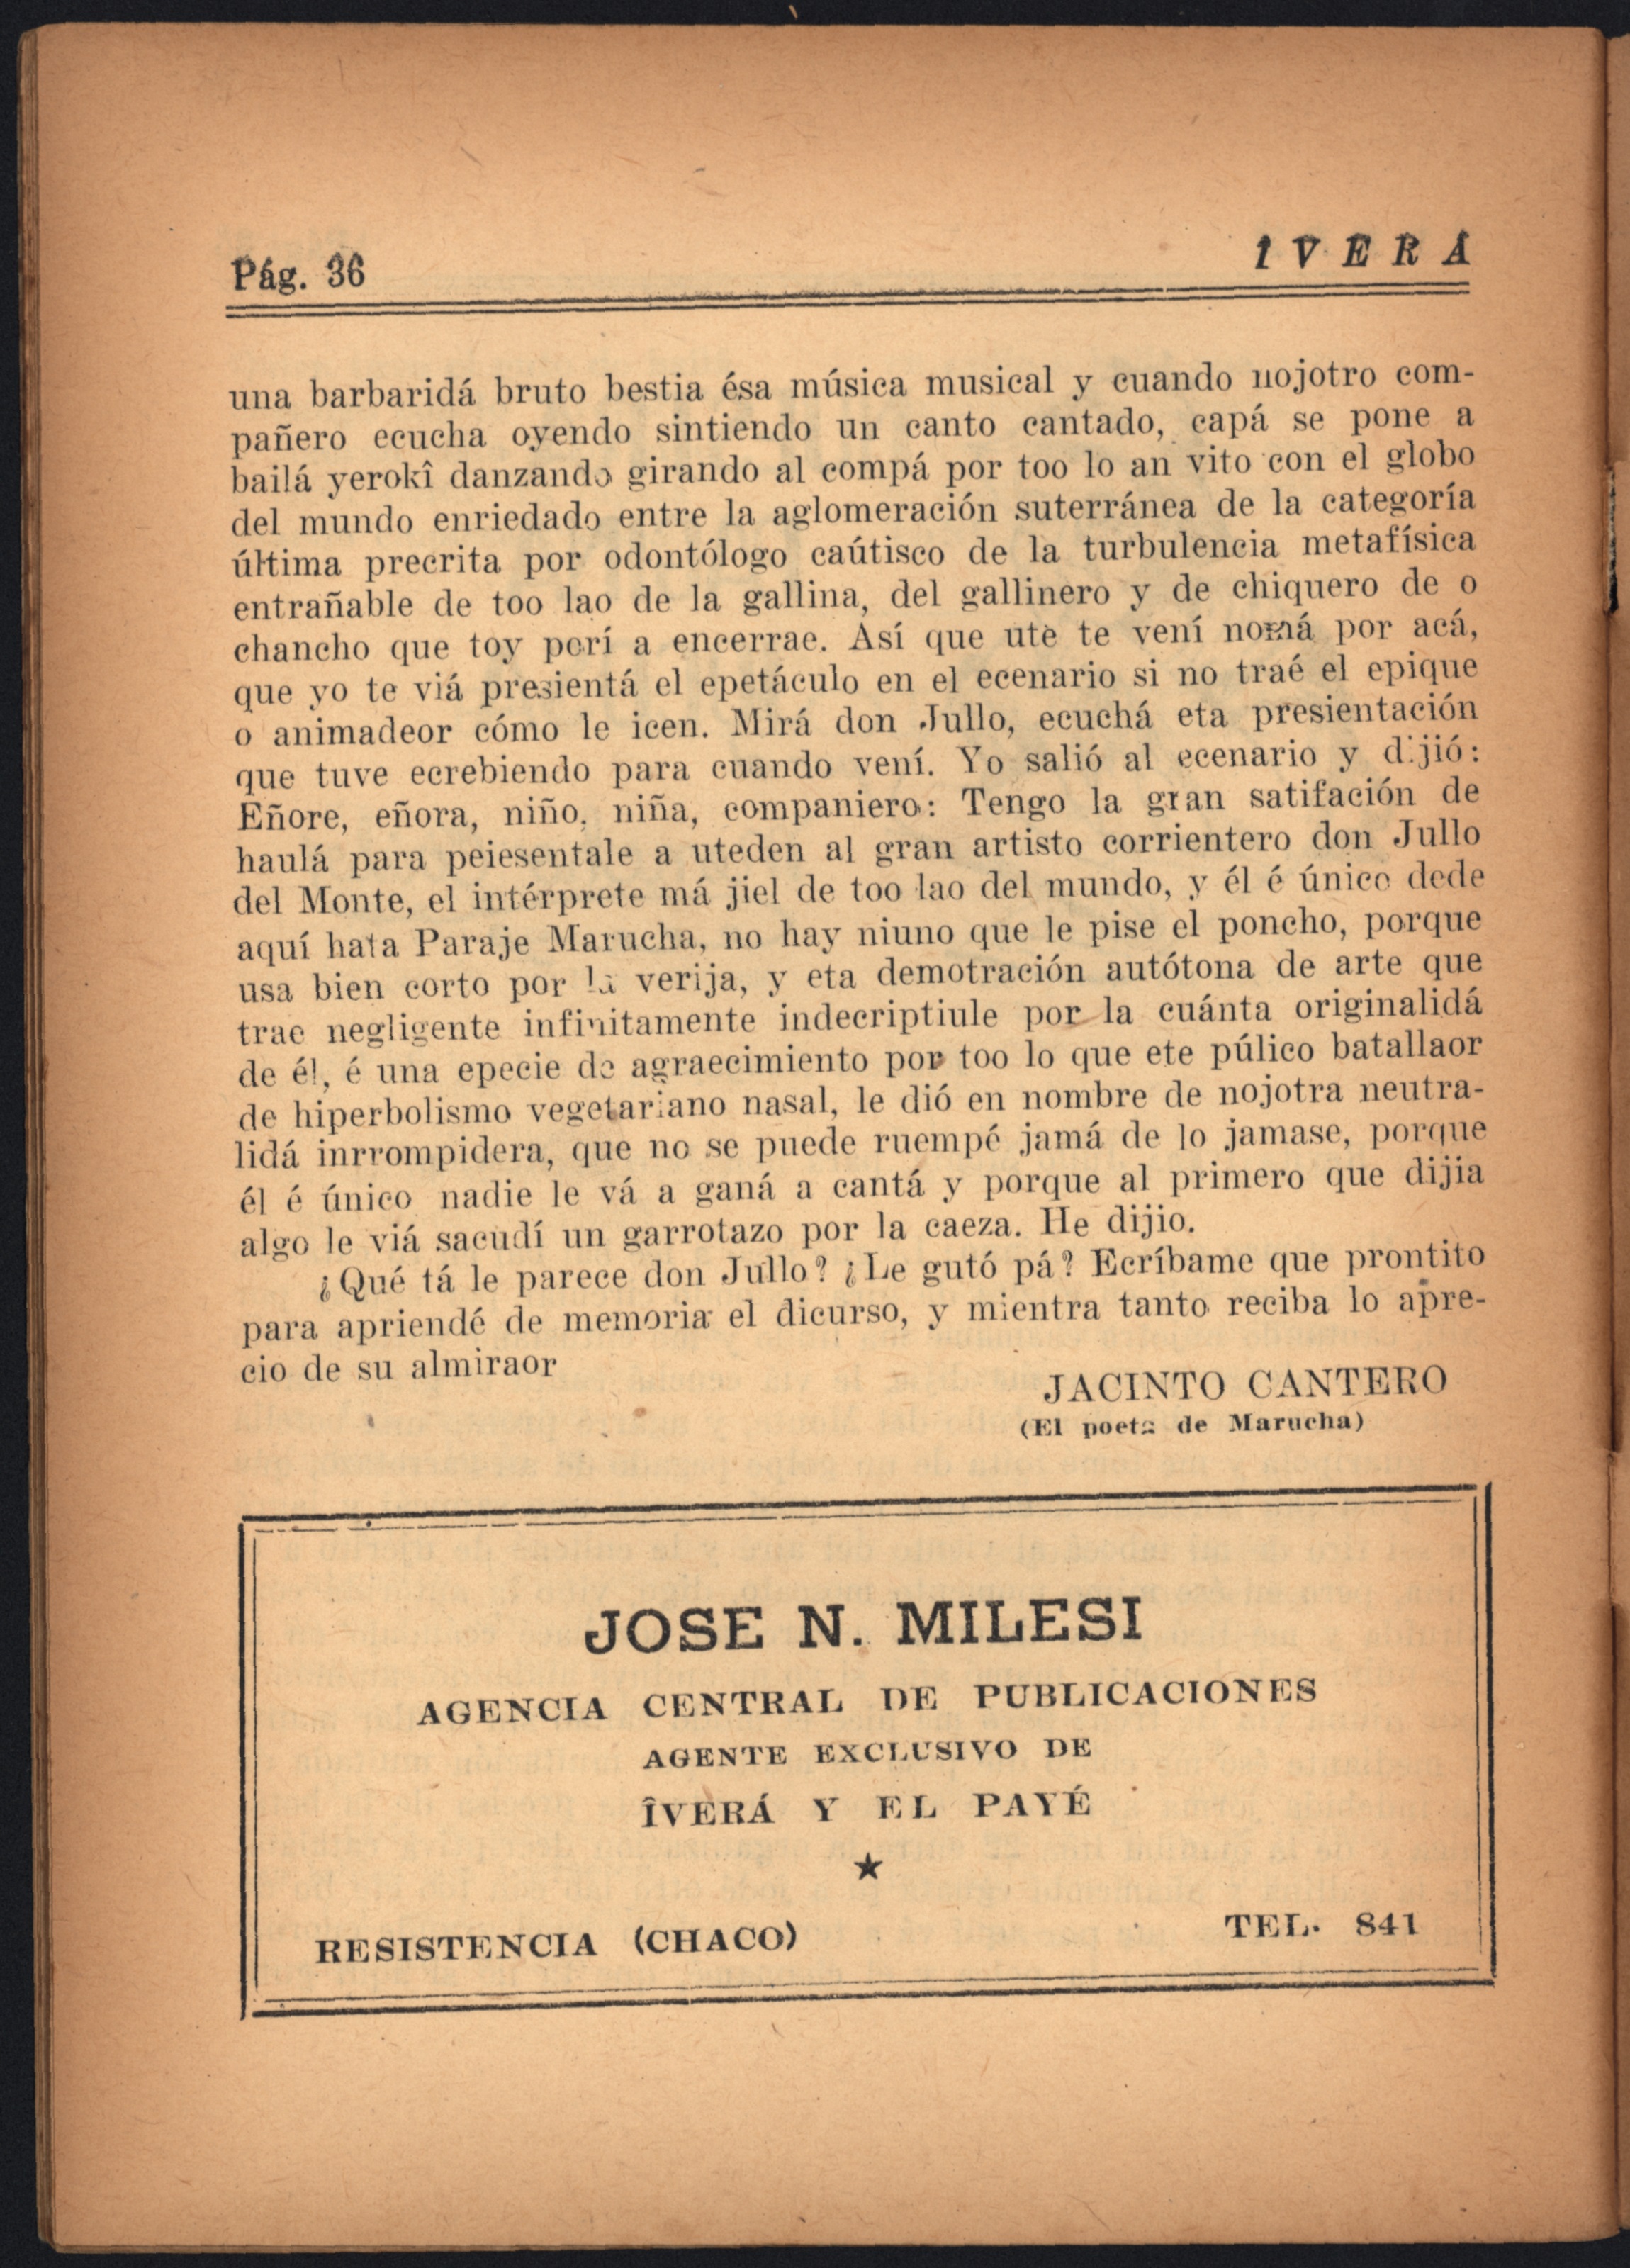 Pág. 36
IVERA
una barbaridá bruto bestia ésa música musical y cuando nojotro com-
pañero ecucha oyendo sintiendo un canto cantado, capá se pone a
bailá yerokî danzando girando al compá por too lo an vito con el globo
del mundo enriedado entre la aglomeración suterránea de la categoría
última precrita por odontólogo caútisco de la turbulencia metafísica
entrañable de too lao de la gallina, del gallinero y de chiquero de o
chancho que toy porí a encerrae. Así que ute te vení nomá por acá,
que yo te viá presientá el epetáculo en el ecenario si no traé el epique
o animadeor cómo le icen. Mirá don Jullo, ecuchá eta presientación
que tuve ecrebiendo para cuando vení. Yo salió al ecenario y dijió:
Eñore, eñora, niño, niña, companiero: Tengo la gran satifación de
haulá para peiesentale a uteden al gran artisto corrientero don Jullo
del Monte, el intérprete má jiel de too lao del mundo, y él é único dede
aquí hata Paraje Marucha, no hay niuno que le pise el poncho, porque
usa bien corto por la verija, y eta demotración autótona de arte que
trae negligente infinitamente indecriptiule por la cuánta originalidá
de él, é una epecie de agraecimiento por too lo que ete púlico batallaor
de hiperbolismo vegetariano nasal, le dió en nombre de nojotra neutra-
lidá inrrompidera, que no se puede ruempé jamá de lo jamase, porque
él é único nadie le vá a ganá a cantá y porque al primero que dijia
algo le viá sacudí un garrotazo por la caeza. He dijio.
¿Qué tá le parece don Jullo? ¿Le gutó pá? Ecríbame que prontito
para apriendé de memoria el dicurso, y mientra tanto reciba lo apre-
cio de su almiraor
JACINTO CANTERO
(El poeta de Marucha)
JOSE N. MILESI
AGENCIA CENTRAL DE PUBLICACIONES
AGENTE EXCLUSIVO DE
ÎVERÁ Y EL PAYÉ
RESISTENCIA (CHACO)
TEL. 841